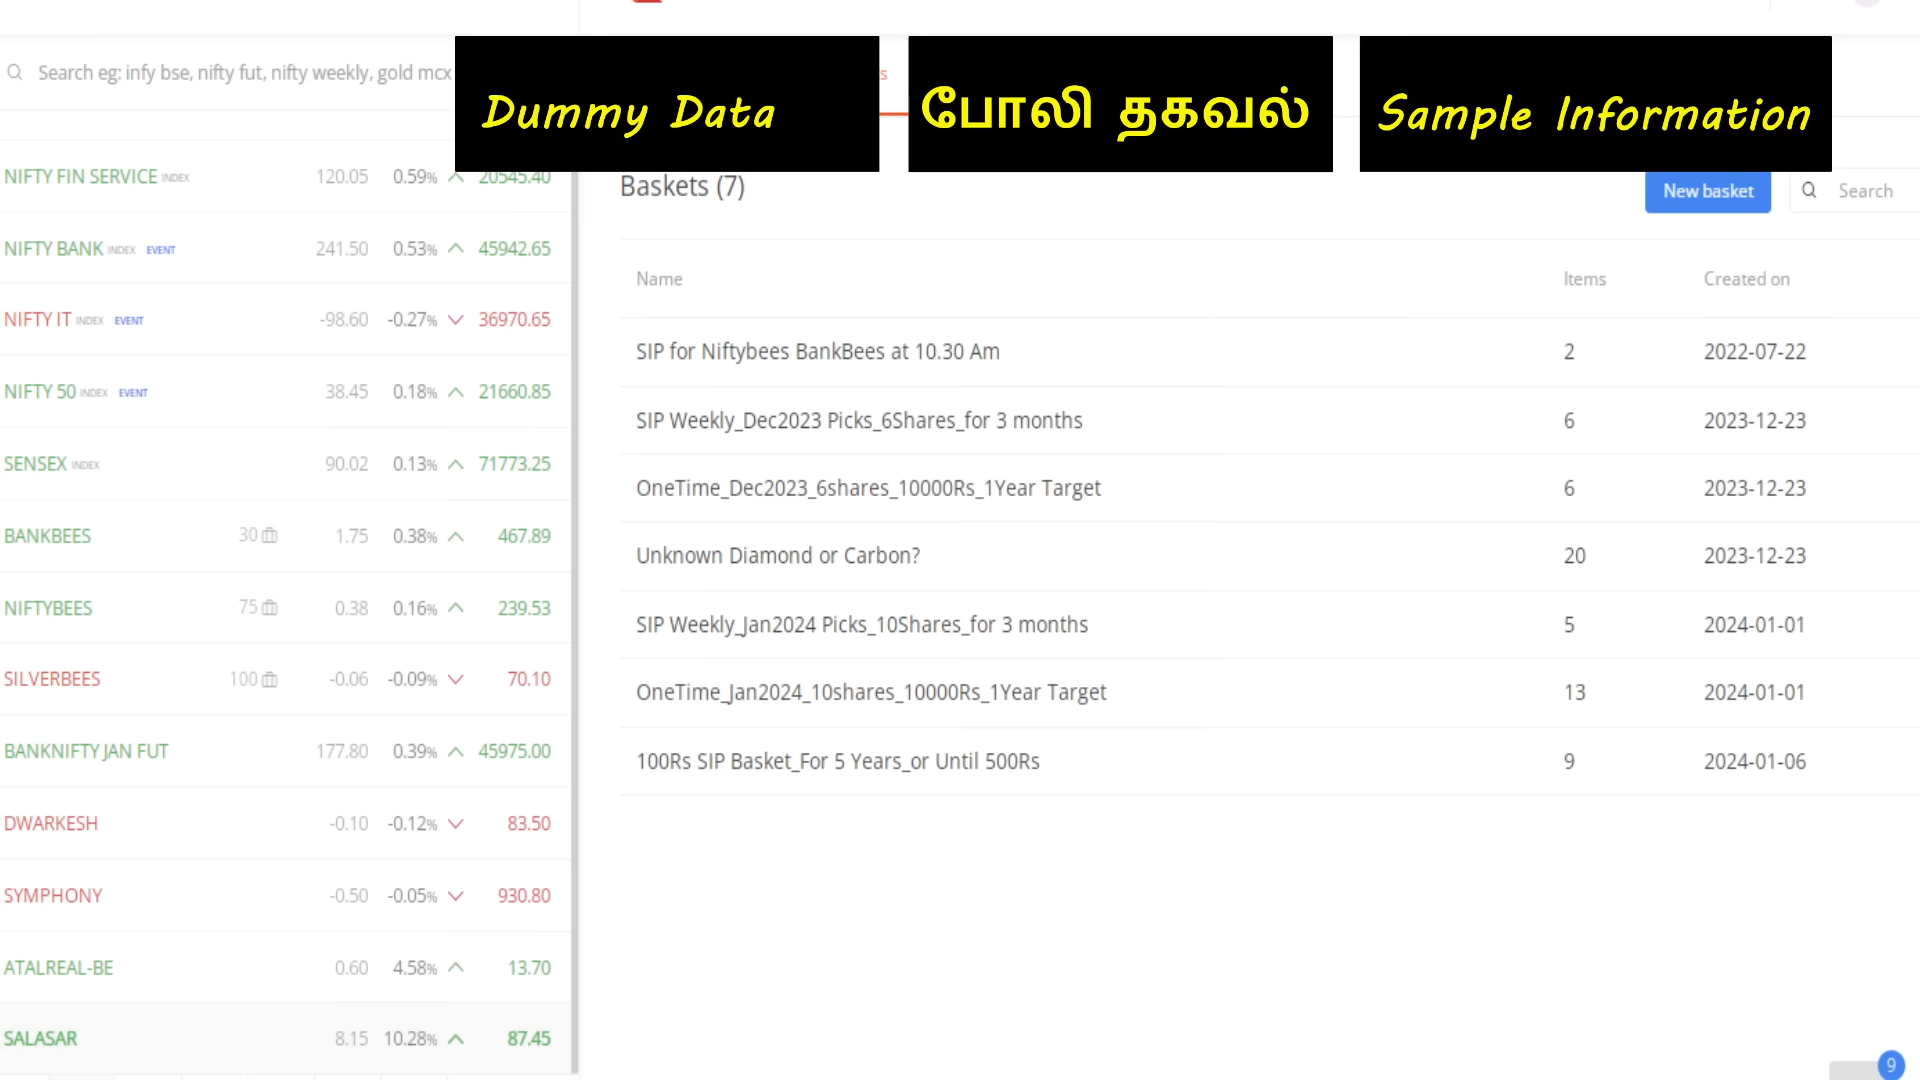 Search eg: infy bse, nifty fut, nifty weekly, gold mcx
s
Dummy Data
போலி தகவல்
Sample Information
NIFTY FIN SERVICE INDEX 120.05 0.59% 20545.40
NIFTY BANK INDEX EVENT 241.50 0.53% 45942.65
NIFTY IT INDEX EVENT -98.60 -0.27% 36970.65
NIFTY 50 INDEX EVENT 38.45 0.18% 21660.85
SENSEX INDEX 90.02 0.13% 71773.25
BANKBEES 30 1.75 0.38% 467.89
NIFTYBEES 75 0.38 0.16% 239.53
SILVERBEES 100 -0.06 -0.09% 70.10
BANKNIFTY JAN FUT 177.80 0.39% 45975.00
DWARKESH -0.10 -0.12% 83.50
SYMPHONY -0.50 -0.05% 930.80
ATALREAL-BE 0.60 4.58% 13.70
SALASAR 8.15 10.28% 87.45
Baskets (7)
New basket
Search
Name Items Created on
SIP for Niftybees BankBees at 10.30 Am 2 2022-07-22
SIP Weekly_Dec2023 Picks_6Shares_for 3 months 6 2023-12-23
OneTime_Dec2023_6shares_10000Rs_1Year Target 6 2023-12-23
Unknown Diamond or Carbon? 20 2023-12-23
SIP Weekly_Jan2024 Picks_10Shares_for 3 months 5 2024-01-01
OneTime_Jan2024_10shares_10000Rs_1Year Target 13 2024-01-01
100Rs SIP Basket_For 5 Years_or Until 500Rs 9 2024-01-06
9